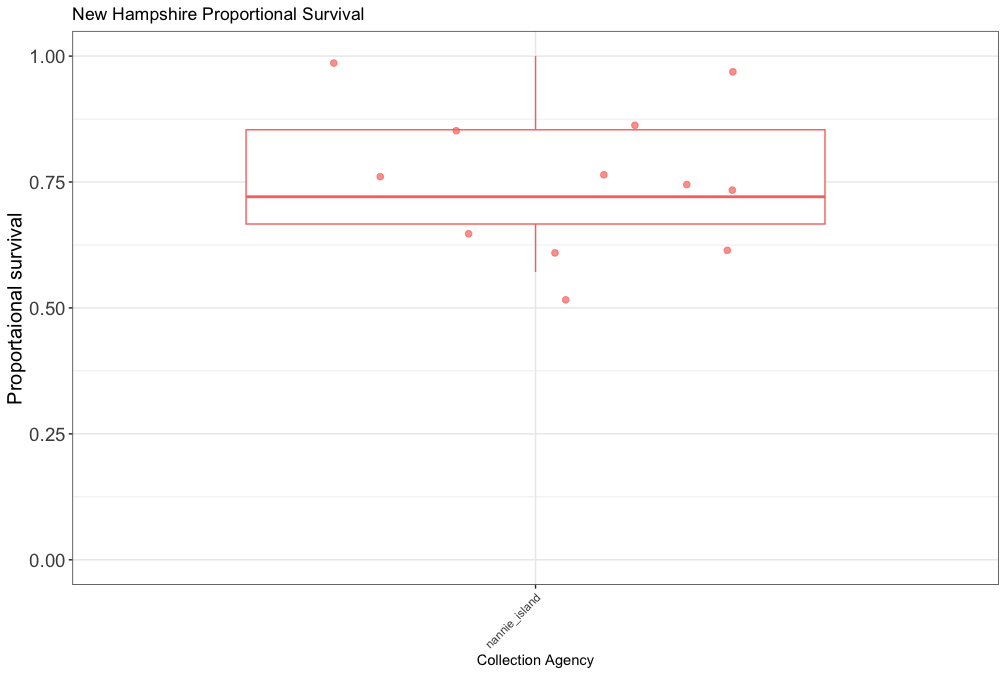 New Hampshire Proportional Survival
1.00
0.75
0.50
0.25
0.00
Proportaional survival
nannie_island
Collection Agency